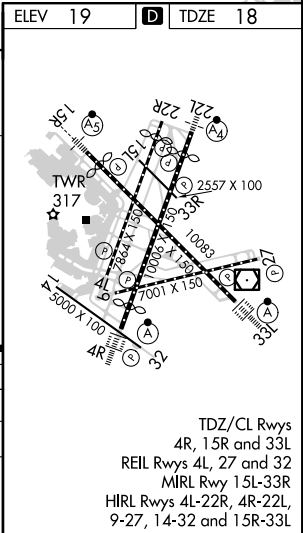 ELEV 19
D
TDZE 18
15R
A5
22R
22L
A4
15L
P
P
P
TWR
317
P
2557 X 100
33R
P
7864 X 150
10006 X 150
10083
9
4L
7001 X 150
27
P
P
14
5000 X 100
A
A
33L
4R
P
32
TDZ/CL Rwys
4R, 15R and 33L
REIL Rwys 4L, 27 and 32
MIRL Rwy 15L-33R
HIRL Rwys 4L-22R, 4R-22L,
9-27, 14-32 and 15R-33L